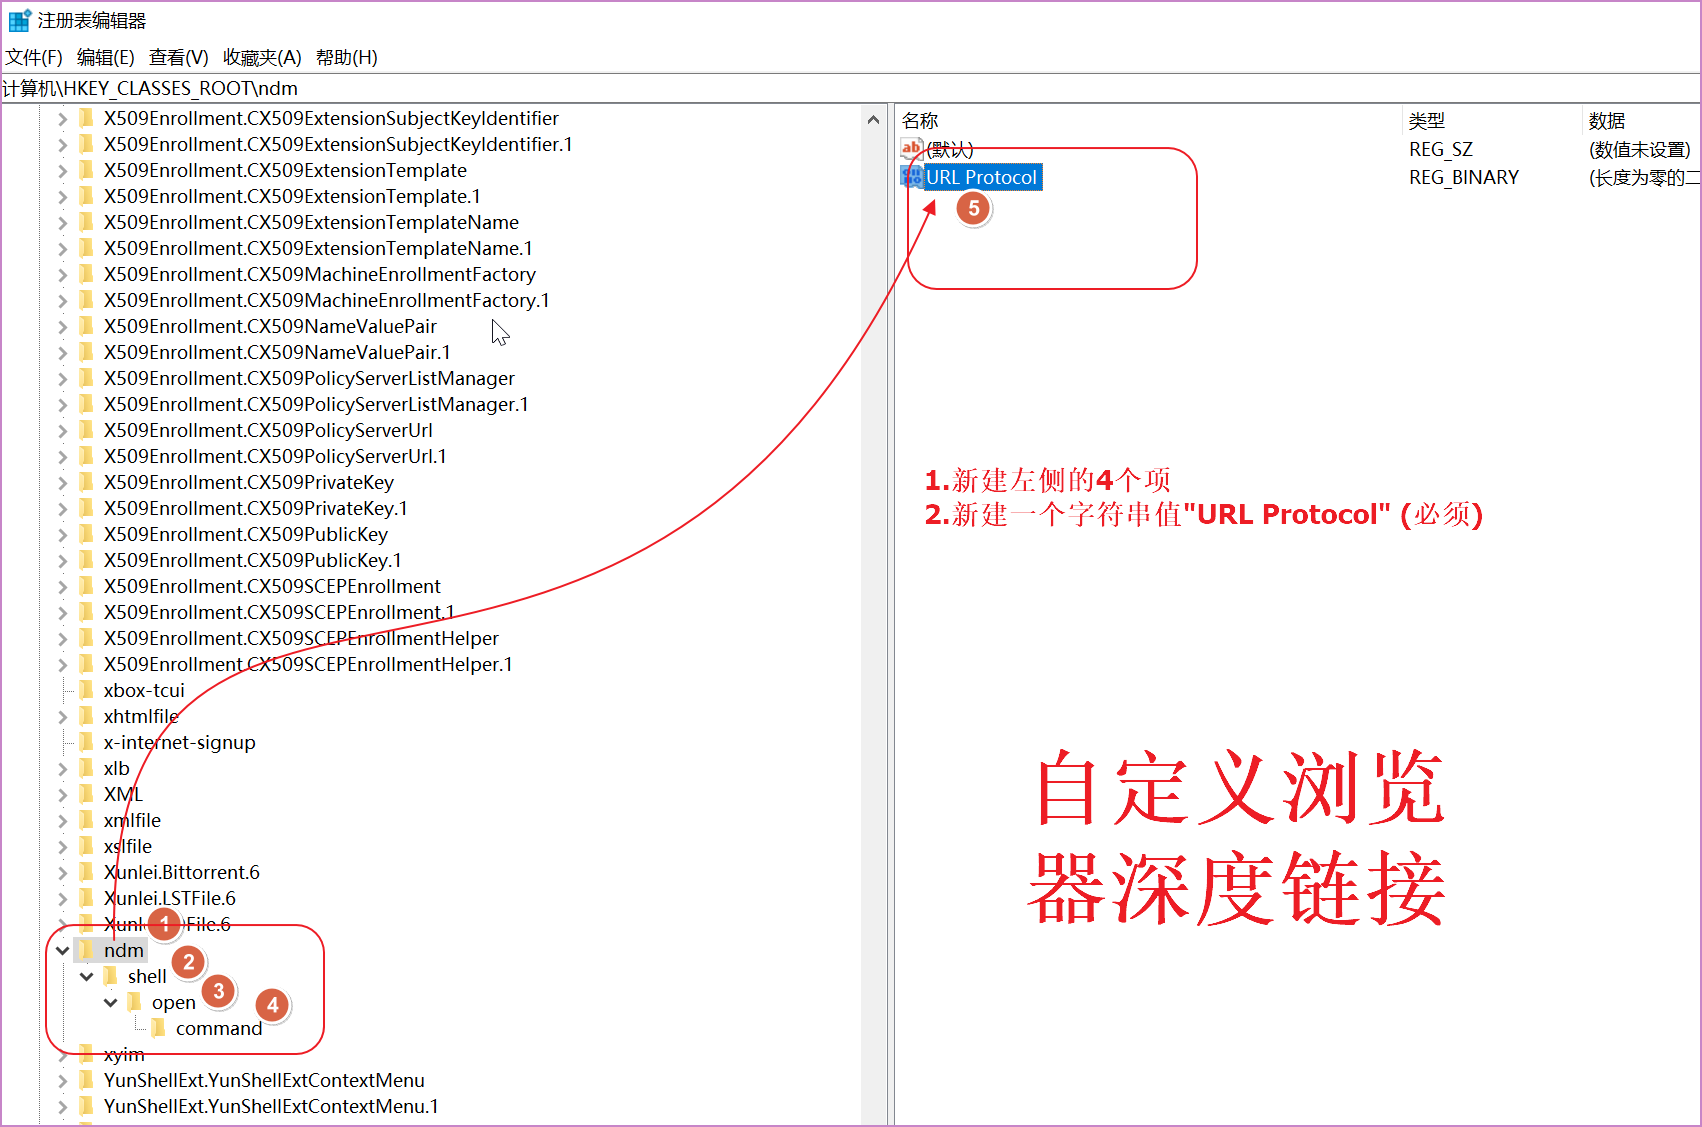 注册表编辑器
文件(F) 编辑(E) 查看(V) 收藏夹(A) 帮助(H)
计算机\HKEY_CLASSES_ROOT\ndm
X509Enrollment.CX509ExtensionSubjectKeyIdentifier
X509Enrollment.CX509ExtensionSubjectKeyIdentifier.1
X509Enrollment.CX509ExtensionTemplate
X509Enrollment.CX509ExtensionTemplate.1
X509Enrollment.CX509ExtensionTemplateName
X509Enrollment.CX509ExtensionTemplateName.1
X509Enrollment.CX509MachineEnrollmentFactory
X509Enrollment.CX509MachineEnrollmentFactory.1
X509Enrollment.CX509NameValuePair
X509Enrollment.CX509NameValuePair.1
X509Enrollment.CX509PolicyServerListManager
X509Enrollment.CX509PolicyServerListManager.1
X509Enrollment.CX509PolicyServerUrl
X509Enrollment.CX509PolicyServerUrl.1
X509Enrollment.CX509PrivateKey
X509Enrollment.CX509PrivateKey.1
X509Enrollment.CX509PublicKey
X509Enrollment.CX509PublicKey.1
X509Enrollment.CX509SCEPEnrollment
X509Enrollment.CX509SCEPEnrollment.1
X509Enrollment.CX509SCEPEnrollmentHelper
X509Enrollment.CX509SCEPEnrollmentHelper.1
xbox-tcui
xhtmlfile
x-internet-signup
xlb
XML
xmlfile
xslfile
Xunlei.Bittorrent.6
Xunlei.LSTFile.6
File.6
1
ndm
2
shell
3
open
4
command
xyim
YunShellExt.YunShellExtContextMenu
YunShellExt.YunShellExtContextMenu.1
名称 类型 数据
ab (默认) REG_SZ (数值未设置)
URL Protocol REG_BINARY (长度为零的二
5
1.新建左侧的4个项
2.新建一个字符串值"URL Protocol" (必须)
自定义浏览
器深度链接